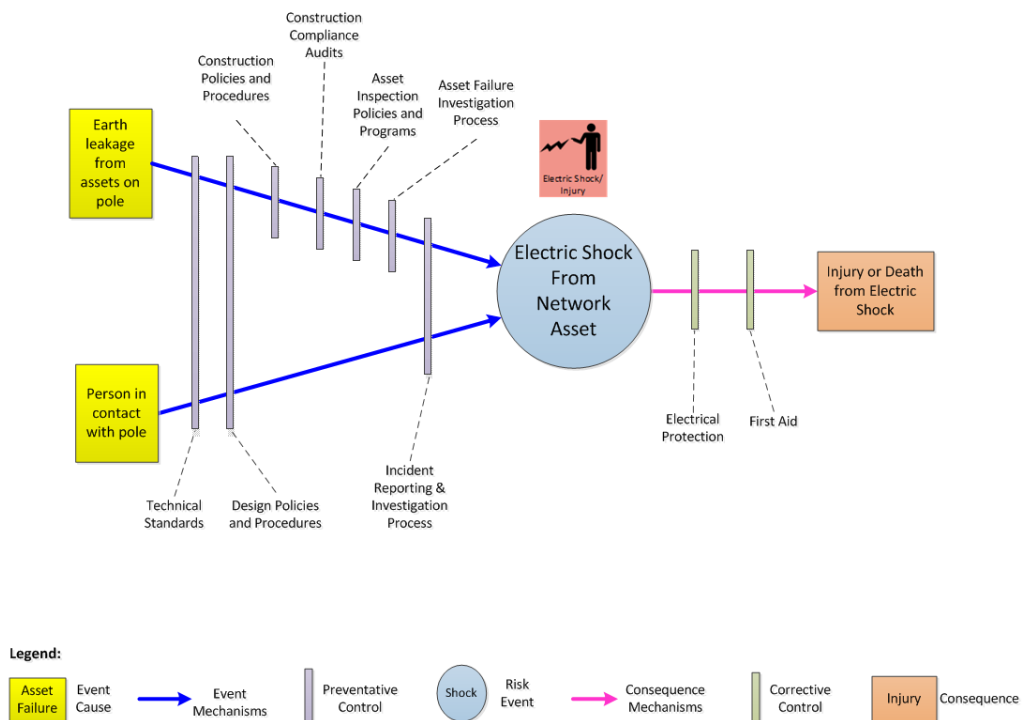 Construction
Compliance
Audits
Construction
Policies and
Procedures
Asset
Inspection
Policies and
Programs
Asset Failure
Investigation
Process
Earth
leakage
from
assets on
pole
Electric Shock/
Injury
Electric Shock
From
Network
Asset
Injury or Death
from Electric
Shock
Person in
contact
with pole
Electrical
Protection
First Aid
Technical
Standards
Design Policies
and Procedures
Incident
Reporting &
Investigation
Process
Legend:
Asset
Failure
Event
Cause
Event
Mechanisms
Preventative
Control
Shock
Risk
Event
Consequence
Mechanisms
Corrective
Control
Injury
Consequence